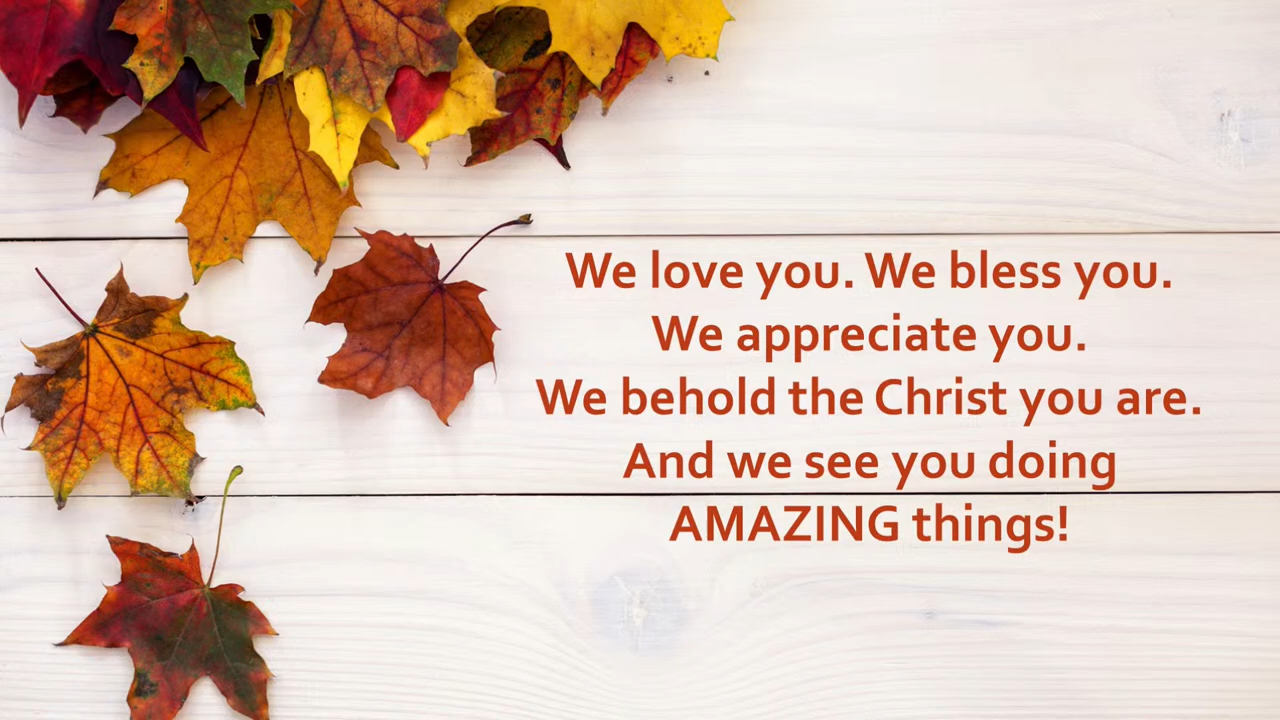 We love you. We bless you.
We appreciate you.
We behold the Christ you are.
And we see you doing
AMAZING things!